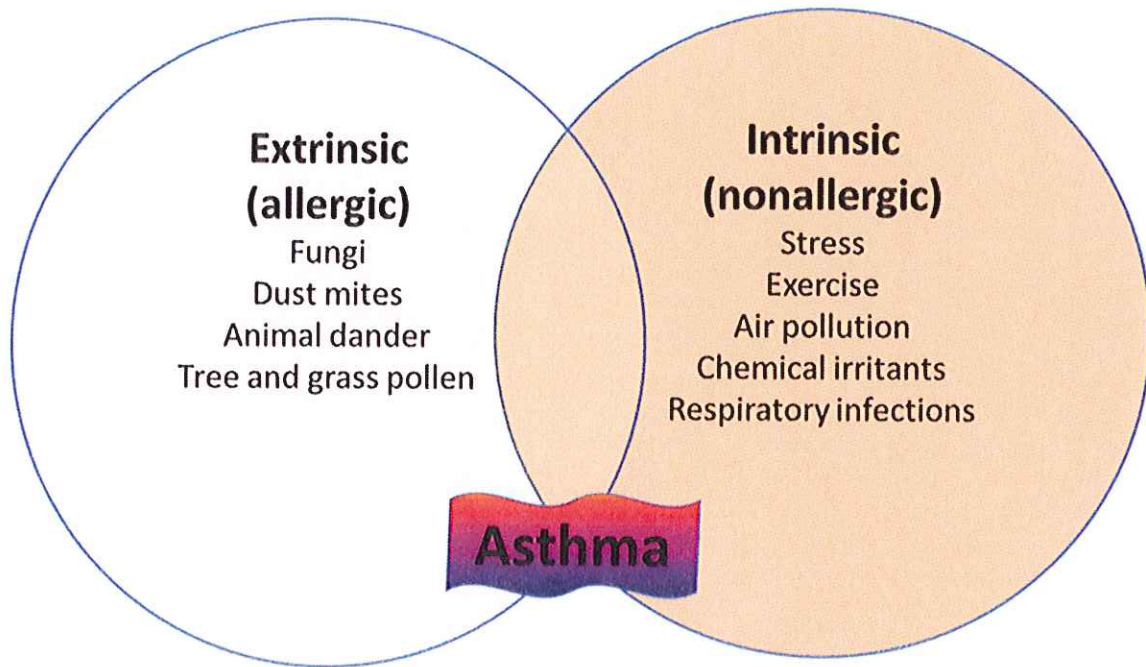 Extrinsic
(allergic)
Fungi
Dust mites
Animal dander
Tree and grass pollen
Intrinsic
(nonallergic)
Stress
Exercise
Air pollution
Chemical irritants
Respiratory infections
Asthma